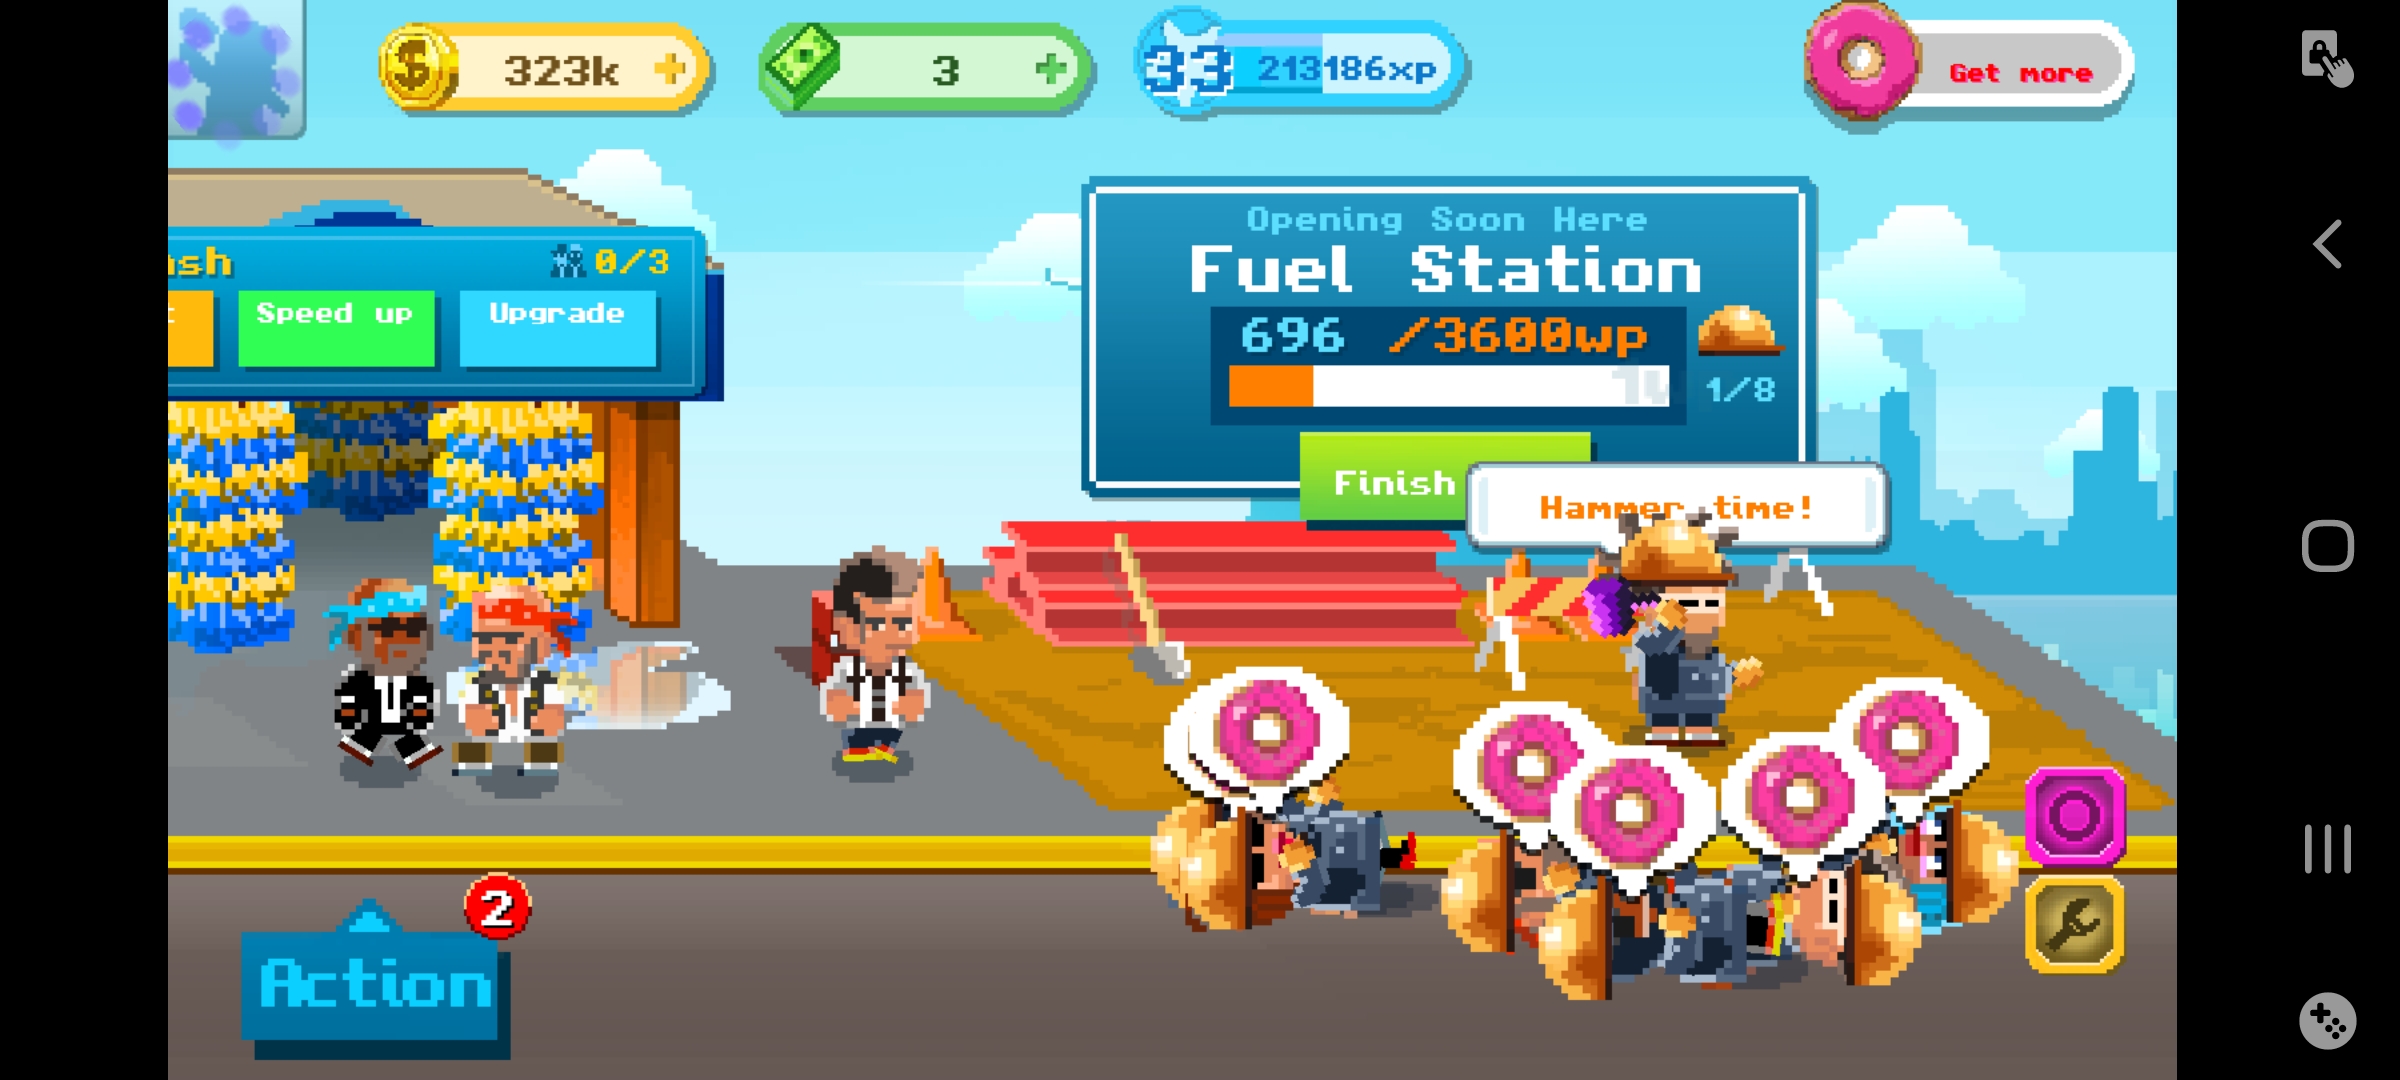 323k
3
33 213186xp
Get more
Opening Soon Here
Fuel Station
696 /3600wp
1/8
Finish
Hammer time!
0/3
Speed up
Upgrade
2
Action